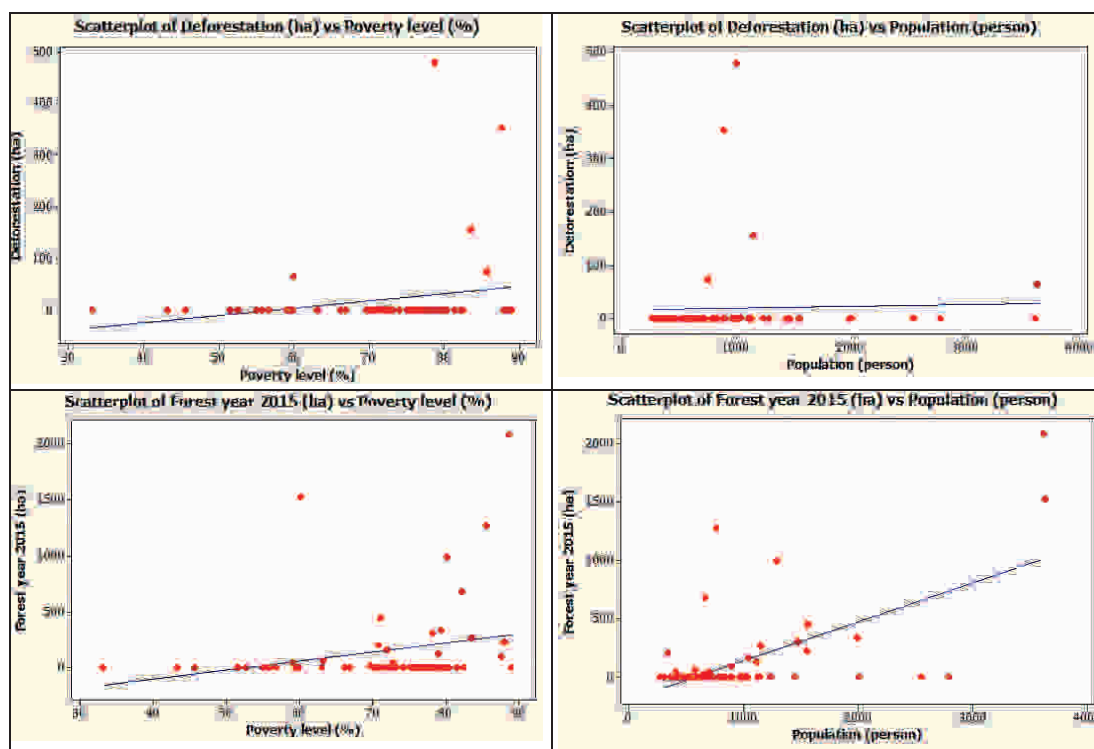 Scatterplot of Deforestation (ha) vs Poverty level (%)
500
400
300
200
100
0
Deforestation (ha)
30 40 50 60 70 80 90
Poverty level (%)
Scatterplot of Deforestation (ha) vs Population (person)
500
400
300
200
100
0
Deforestation (ha)
0 1000 2000 3000 4000
Population (person)
Scatterplot of Forest year 2015 (ha) vs Poverty level (%)
2000
1500
1000
500
0
Forest year 2015 (ha)
30 40 50 60 70 80 90
Poverty level (%)
Scatterplot of Forest year 2015 (ha) vs Population (person)
2000
1500
1000
500
0
Forest year 2015 (ha)
0 1000 2000 3000
Population (person)